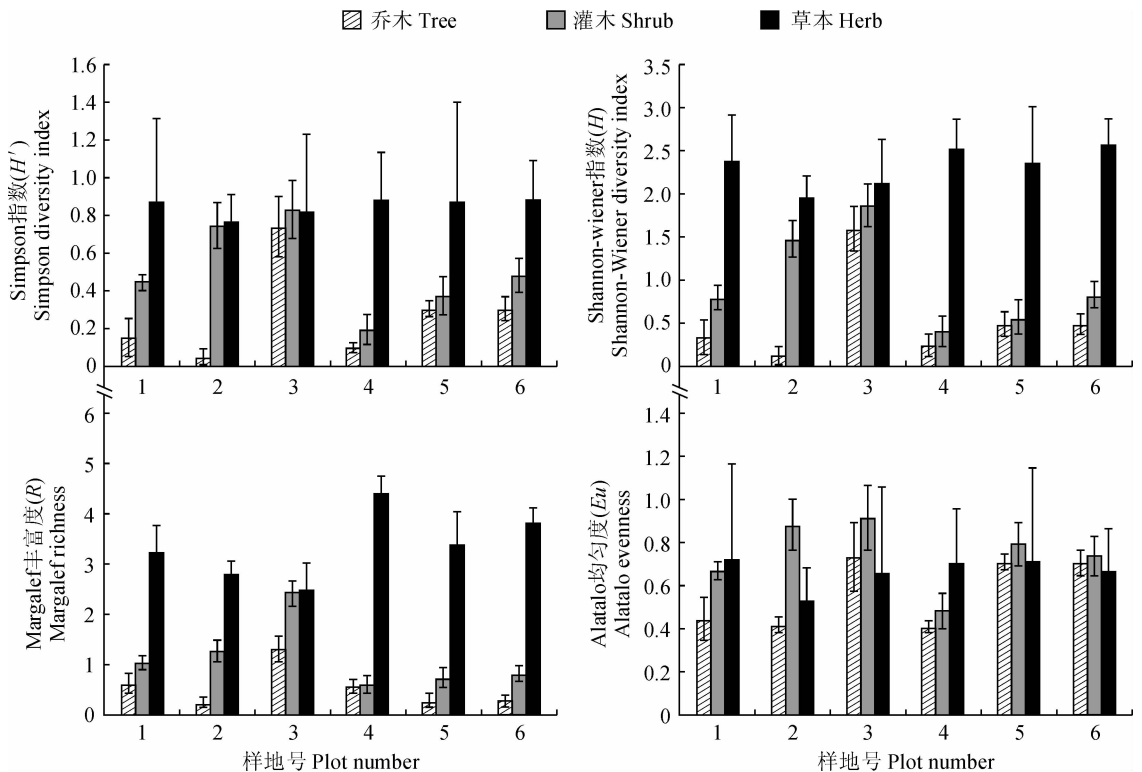 乔木 Tree
灌木 Shrub
草本 Herb
Simpson指数(H′)
Simpson diversity index
1.6
1.4
1.2
1.0
0.8
0.6
0.4
0.2
0
1 2 3 4 5 6
Shannon-wiener指数(H)
Shannon-Wiener diversity index
3.5
3.0
2.5
2.0
1.5
1.0
0.5
0
1 2 3 4 5 6
Margalef丰富度(R)
Margalef richness
6
5
4
3
2
1
0
1 2 3 4 5 6
样地号 Plot number
Alatalo均匀度(Eu)
Alatalo evenness
1.4
1.2
1.0
0.8
0.6
0.4
0.2
0
1 2 3 4 5 6
样地号 Plot number